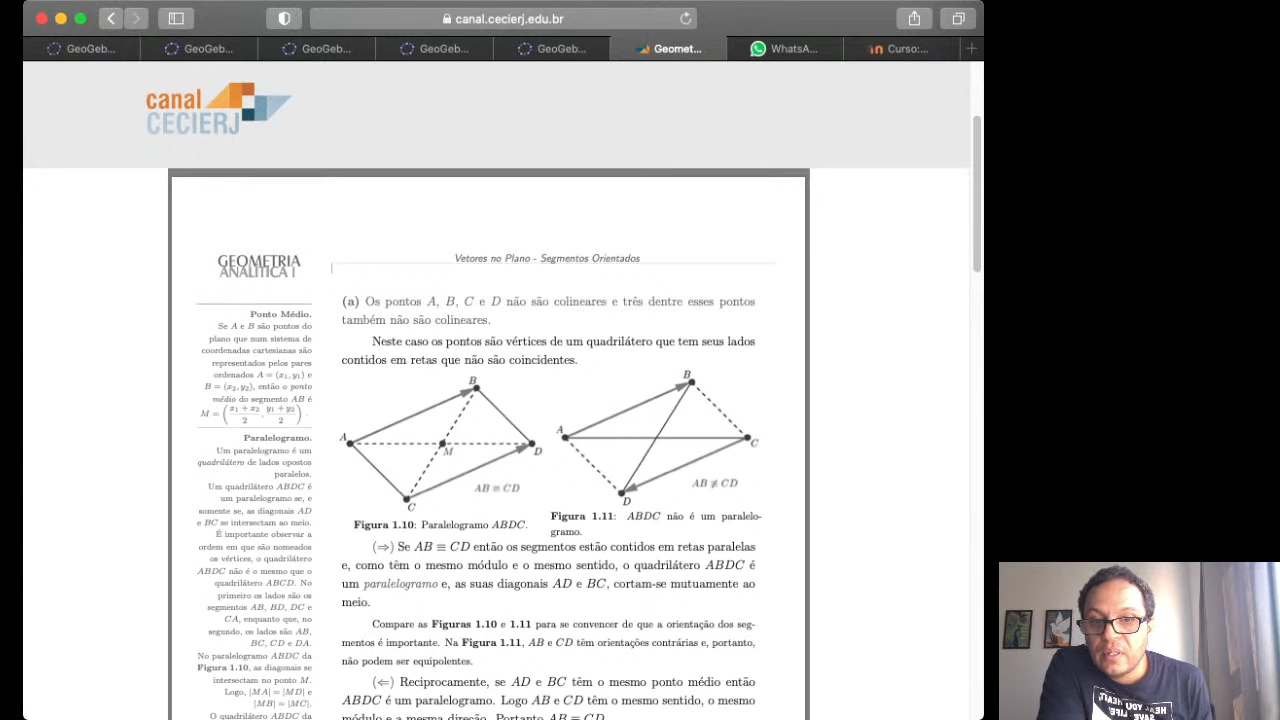 canal.cecierj.edu.br
GeoGeb...
GeoGeb...
GeoGeb...
GeoGeb...
GeoGeb...
Geomet...
WhatsA...
Curso:...
canal
CECIERJ
GEOMETRIA
ANALÍTICA I
Vetores no Plano - Segmentos Orientados
Ponto Médio.
Se A e B são pontos do
plano que num sistema de
coordenadas cartesianas são
representados pelos pares
ordenados A = (x₁, y₁) e
B = (x₂, y₂), então o ponto
médio do segmento AB é
M = ( x₁ + x₂ / 2 , y₁ + y₂ / 2 ) .
Paralelogramo.
Um paralelogramo é um
quadrilátero de lados opostos
paralelos.
Um quadrilátero ABDC é
um paralelogramo se, e
somente se, as diagonais AD
e BC se intersectam ao meio.
É importante observar a
ordem em que são nomeados
os vértices, o quadrilátero
ABDC não é o mesmo que o
quadrilátero ABCD. No
primeiro os lados são os
segmentos AB, BD, DC e
CA, enquanto que, no
segundo, os lados são AB,
BC, CD e DA.
No paralelogramo ABDC da
Figura 1.10, as diagonais se
intersectam no ponto M.
Logo, |MA| = |MD| e
|MB| = |MC|.
O quadrilátero ABDC da
(a) Os pontos A, B, C e D não são colineares e três dentre esses pontos
também não são colineares.
Neste caso os pontos são vértices de um quadrilátero que tem seus lados
contidos em retas que não são coincidentes.
B
A
M
D
C
AB ≡ CD
B
A
C
D
AB ≢ CD
Figura 1.10: Paralelogramo ABDC.
Figura 1.11: ABDC não é um paralelo-
gramo.
(⇒) Se AB ≡ CD então os segmentos estão contidos em retas paralelas
e, como têm o mesmo módulo e o mesmo sentido, o quadrilátero ABDC é
um paralelogramo e, as suas diagonais AD e BC, cortam-se mutuamente ao
meio.
Compare as Figuras 1.10 e 1.11 para se convencer de que a orientação dos seg-
mentos é importante. Na Figura 1.11, AB e CD têm orientações contrárias e, portanto,
não podem ser equipolentes.
(⇐) Reciprocamente, se AD e BC têm o mesmo ponto médio então
ABDC é um paralelogramo. Logo AB e CD têm o mesmo sentido, o mesmo
módulo e a mesma direção. Portanto AB ≡ CD.